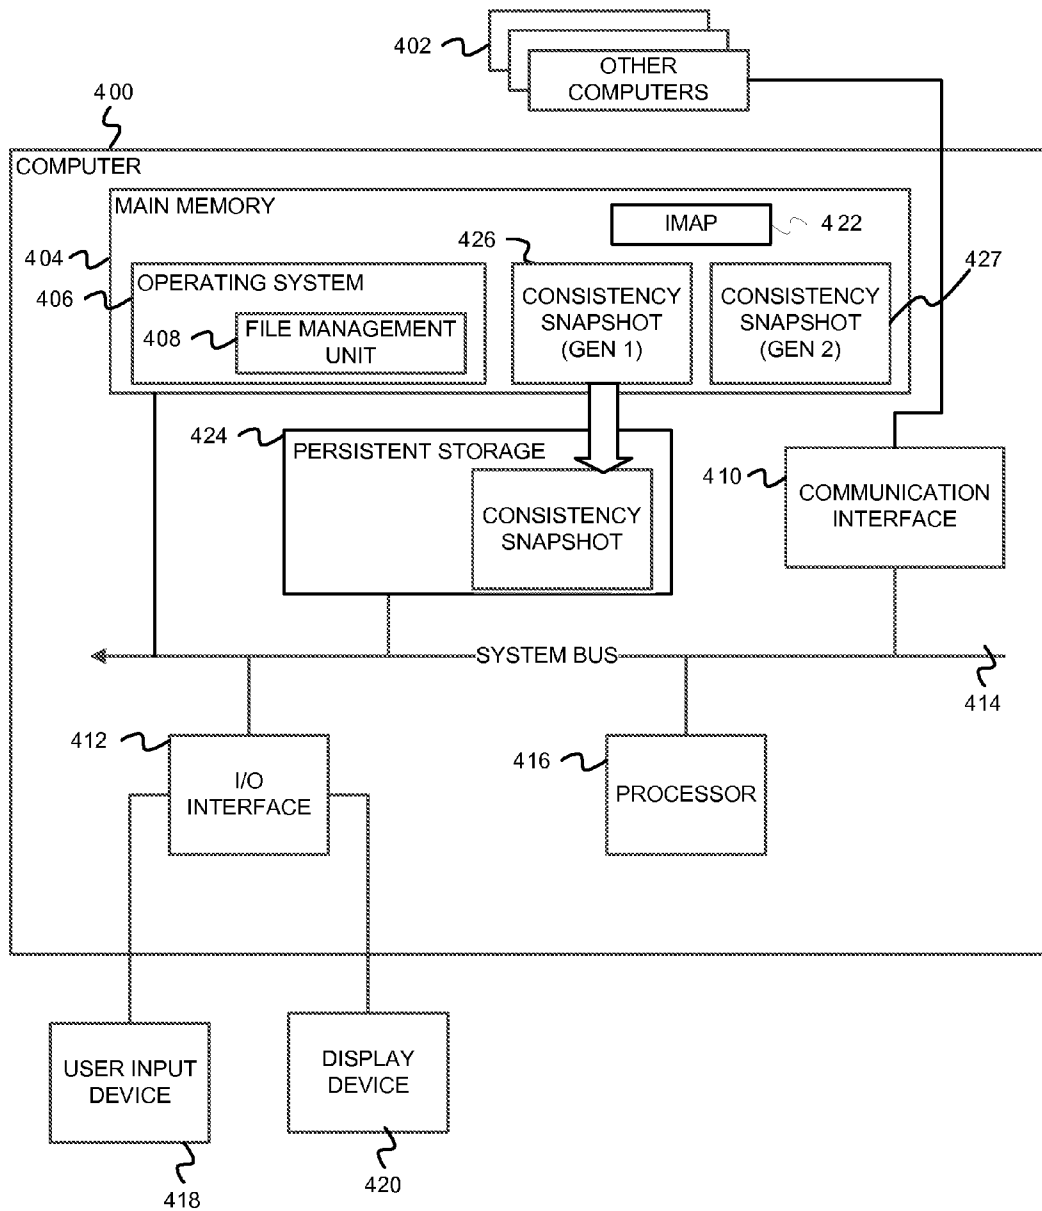 402
OTHER
COMPUTERS
400
COMPUTER
MAIN MEMORY
IMAP
422
426
404
427
406
OPERATING SYSTEM
408
FILE MANAGEMENT
UNIT
CONSISTENCY
SNAPSHOT
(GEN 1)
CONSISTENCY
SNAPSHOT
(GEN 2)
424
PERSISTENT STORAGE
CONSISTENCY
SNAPSHOT
410
COMMUNICATION
INTERFACE
SYSTEM BUS
414
412
I/O
INTERFACE
416
PROCESSOR
USER INPUT
DEVICE
DISPLAY
DEVICE
418
420